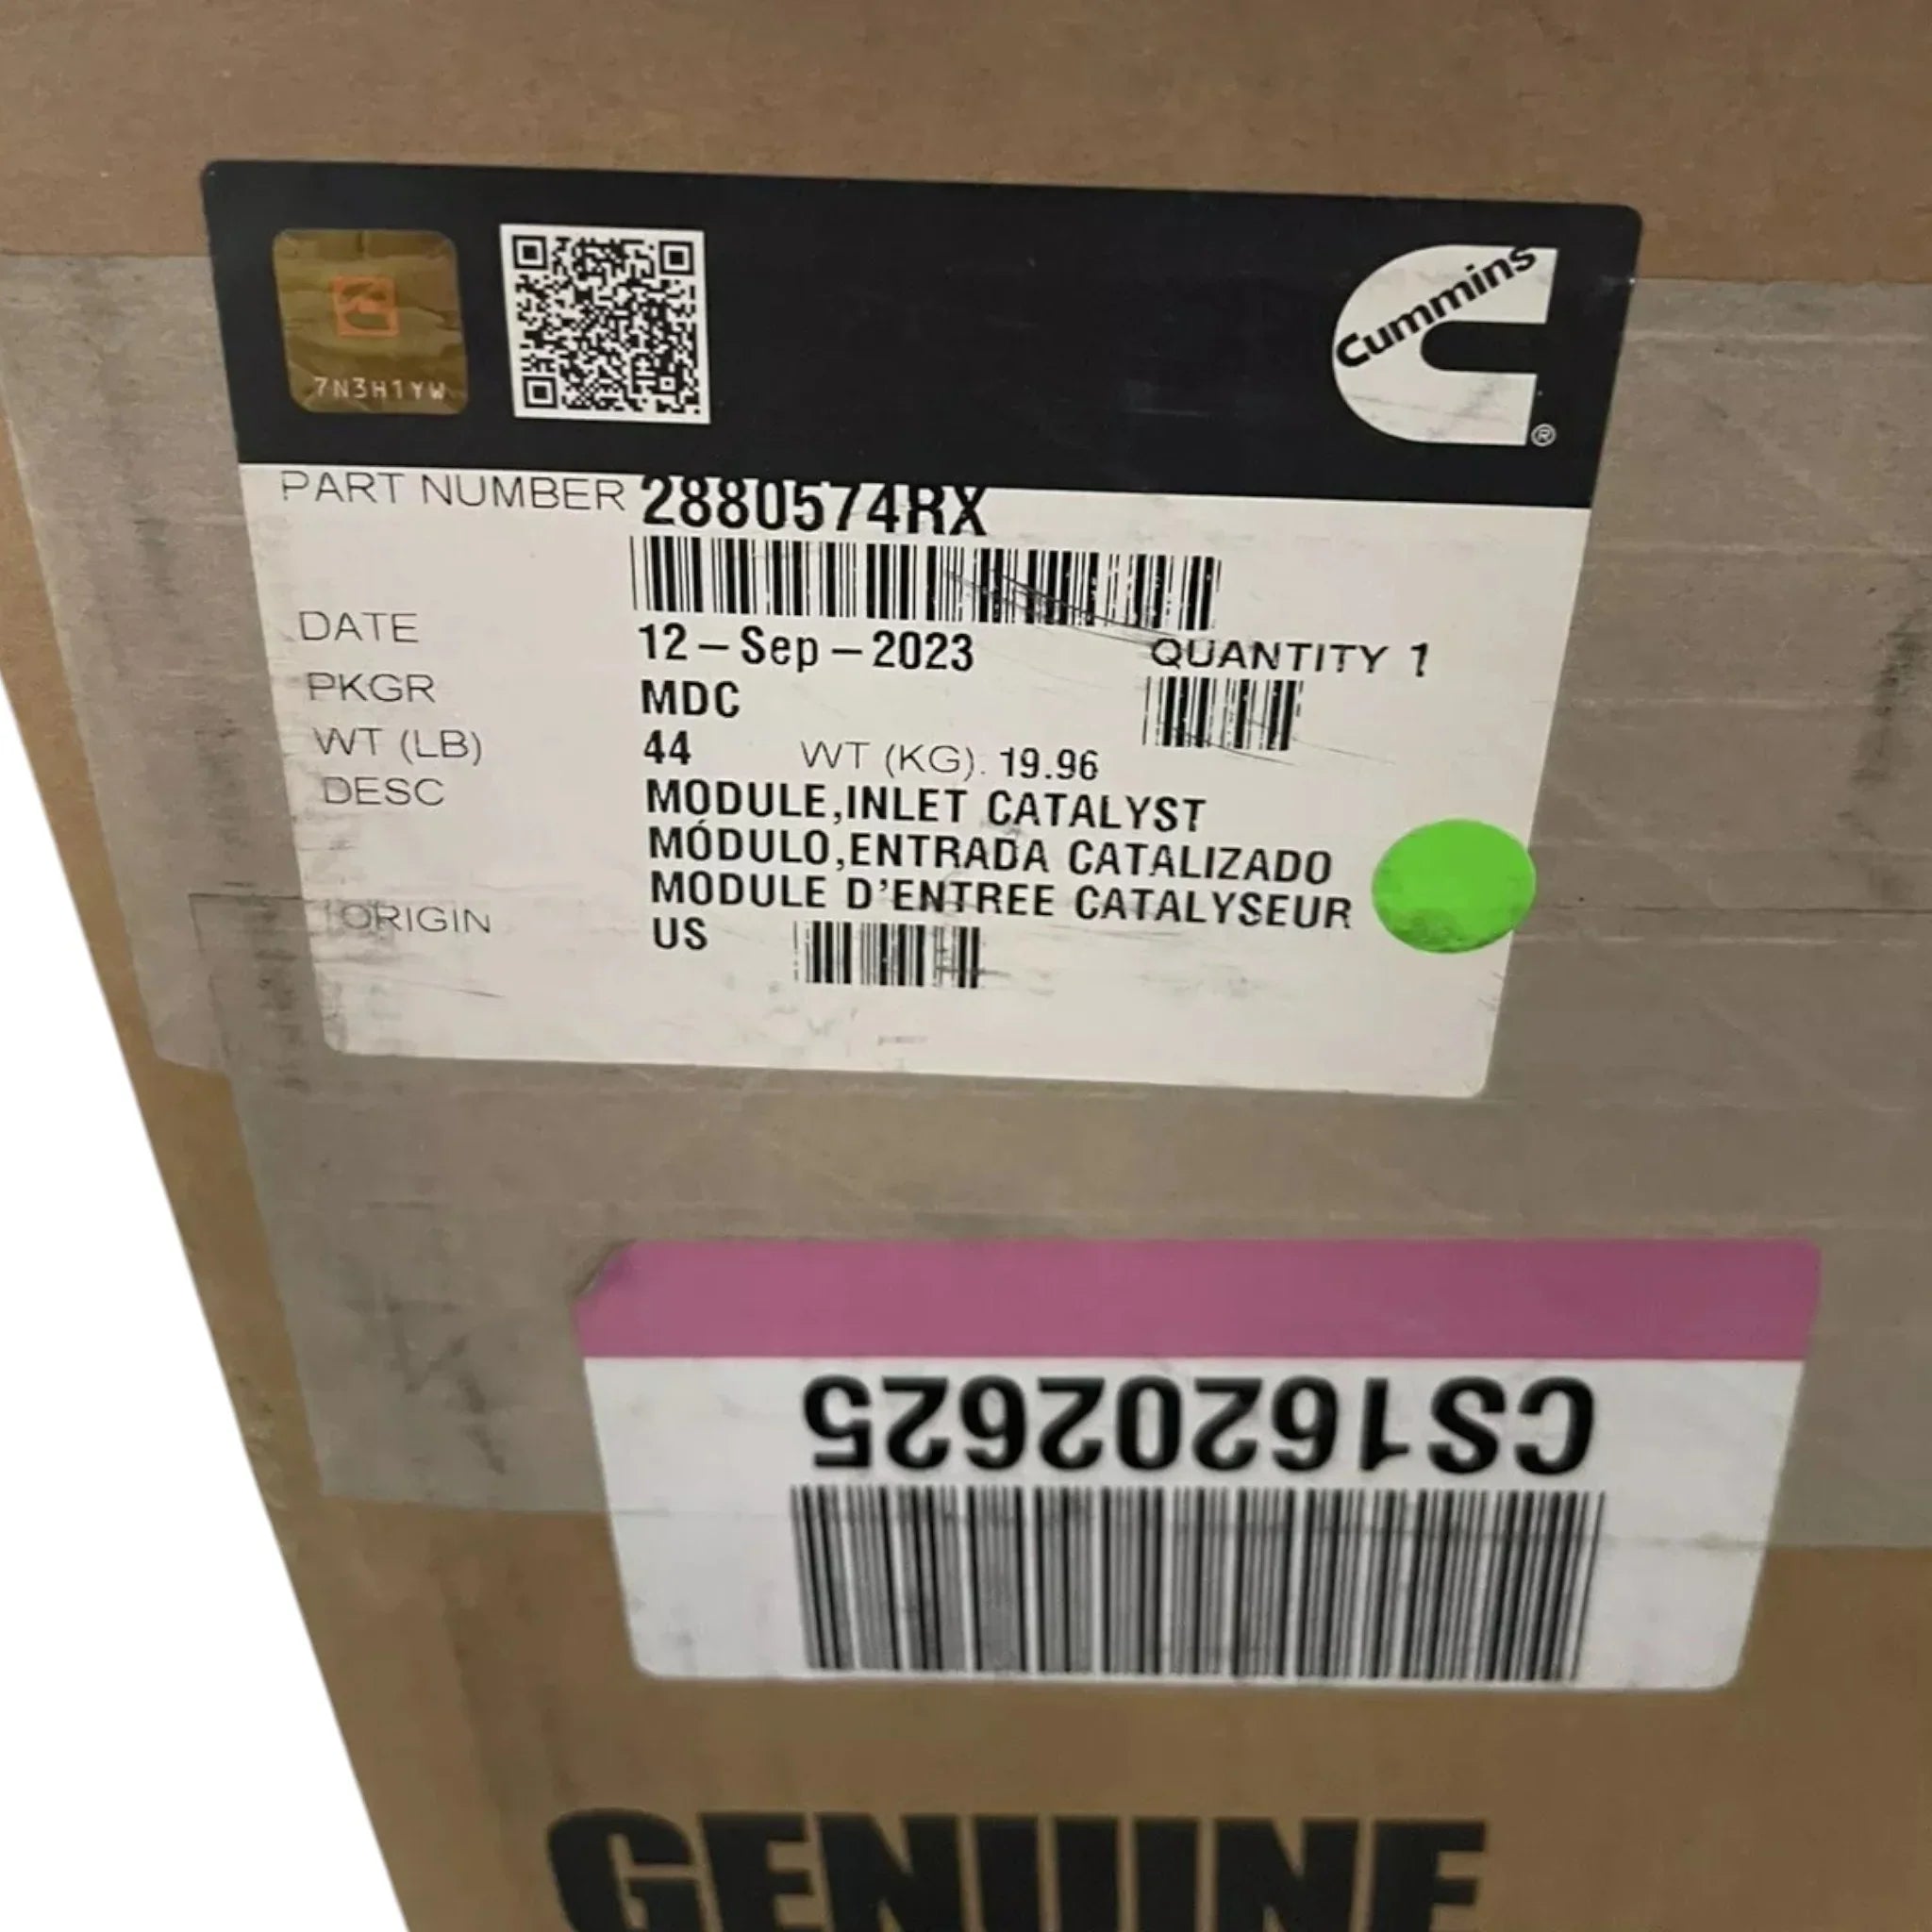 Cummins
®
7N3H1YW
PART NUMBER 2880574RX
DATE 12-Sep-2023 QUANTITY 1
PKGR MDC
WT (LB) 44 WT (KG): 19.96
DESC MODULE,INLET CATALYST
MÓDULO,ENTRADA CATALIZADO
MODULE D'ENTREE CATALYSEUR
ORIGIN US
CS16202625
GENUINE